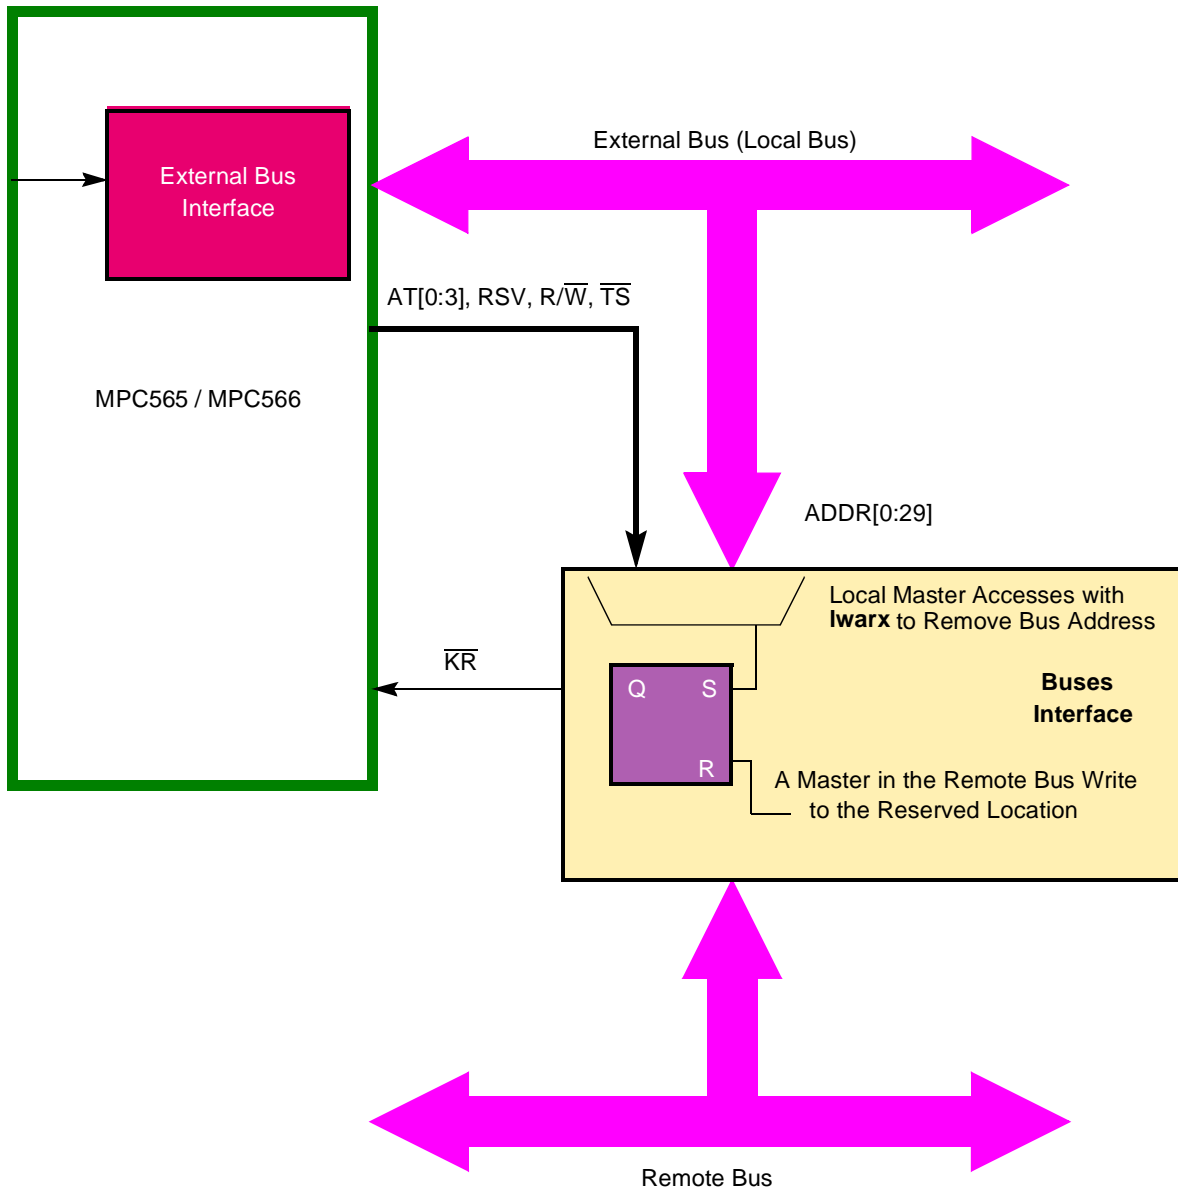 External Bus (Local Bus)
External Bus
Interface
AT[0:3], RSV, R/W̅, T̅S̅
MPC565 / MPC566
ADDR[0:29]
Local Master Accesses with
lwarx to Remove Bus Address
K̅R̅
Q S
Buses
Interface
R
A Master in the Remote Bus Write
to the Reserved Location
Remote Bus